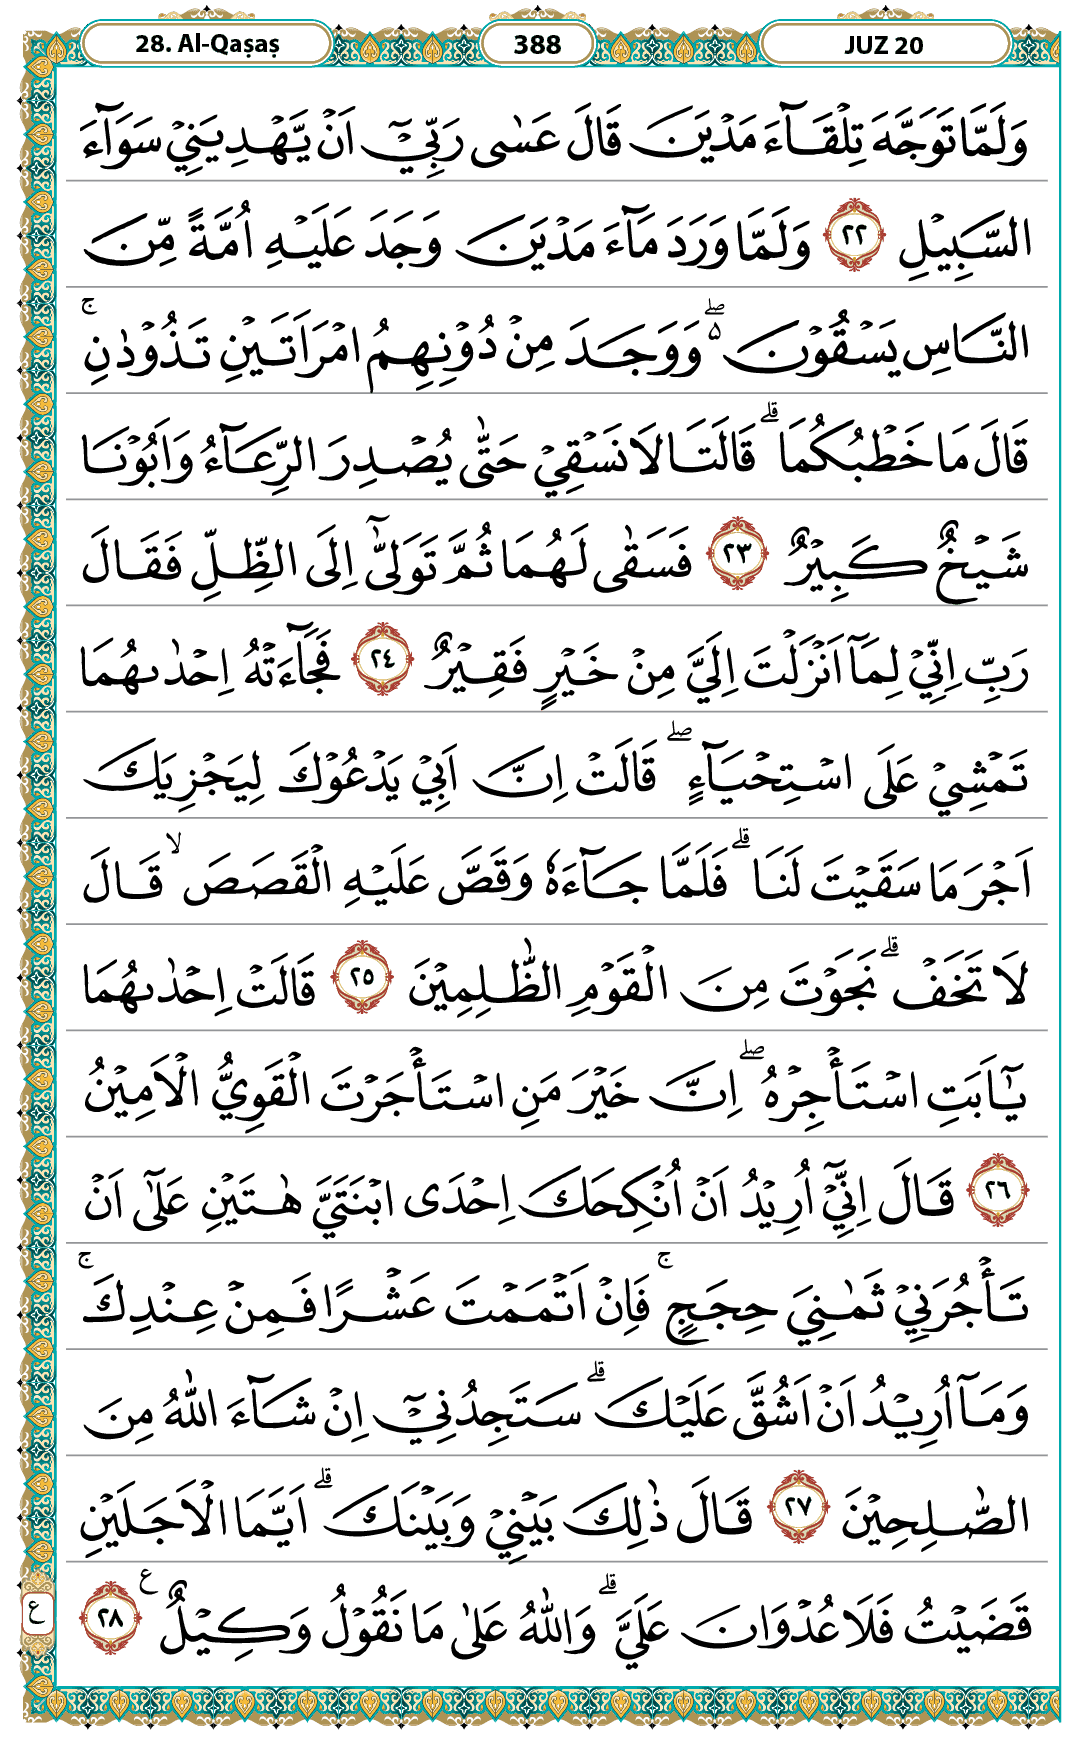 28. Al-Qaṣaṣ
388
JUZ 20
وَلَمَّا تَوَجَّهَ تِلْقَآءَ مَدْيَنَ قَالَ عَسٰى رَبِّيْٓ اَنْ يَّهْدِيَنِيْ سَوَآءَ
السَّبِيْلِ ٢٢ وَلَمَّا وَرَدَ مَآءَ مَدْيَنَ وَجَدَ عَلَيْهِ اُمَّةً مِّنَ
النَّاسِ يَسْقُوْنَ ۵ۖ وَوَجَدَ مِنْ دُوْنِهِمُ امْرَاَتَيْنِ تَذُوْدٰنِۚ
قَالَ مَا خَطْبُكُمَاۗ قَالَتَا لَا نَسْقِيْ حَتّٰى يُصْدِرَ الرِّعَآءُ وَاَبُوْنَا
شَيْخٌ كَبِيْرٌ ٢٣ فَسَقٰى لَهُمَا ثُمَّ تَوَلّٰىٓ اِلَى الظِّلِّ فَقَالَ
رَبِّ اِنِّيْ لِمَآ اَنْزَلْتَ اِلَيَّ مِنْ خَيْرٍ فَقِيْرٌ ٢٤ فَجَآءَتْهُ اِحْدٰىهُمَا
تَمْشِيْ عَلَى اسْتِحْيَآءٍۖ قَالَتْ اِنَّ اَبِيْ يَدْعُوْكَ لِيَجْزِيَكَ
اَجْرَ مَا سَقَيْتَ لَنَاۗ فَلَمَّا جَآءَهٗ وَقَصَّ عَلَيْهِ الْقَصَصَۙ قَالَ
لَا تَخَفْۗ نَجَوْتَ مِنَ الْقَوْمِ الظّٰلِمِيْنَ ٢٥ قَالَتْ اِحْدٰىهُمَا
يٰٓاَبَتِ اسْتَأْجِرْهُۖ اِنَّ خَيْرَ مَنِ اسْتَأْجَرْتَ الْقَوِيُّ الْاَمِيْنُ
٢٦ قَالَ اِنِّيْٓ اُرِيْدُ اَنْ اُنْكِحَكَ اِحْدَى ابْنَتَيَّ هٰتَيْنِ عَلٰٓى اَنْ
تَأْجُرَنِيْ ثَمٰنِيَ حِجَجٍۚ فَاِنْ اَتْمَمْتَ عَشْرًا فَمِنْ عِنْدِكَۚ
وَمَآ اُرِيْدُ اَنْ اَشُقَّ عَلَيْكَۗ سَتَجِدُنِيْٓ اِنْ شَآءَ اللّٰهُ مِنَ
الصّٰلِحِيْنَ ٢٧ قَالَ ذٰلِكَ بَيْنِيْ وَبَيْنَكَۗ اَيَّمَا الْاَجَلَيْنِ
قَضَيْتُ فَلَا عُدْوَانَ عَلَيَّۗ وَاللّٰهُ عَلٰى مَا نَقُوْلُ وَكِيْلٌ ع ٢٨
ع